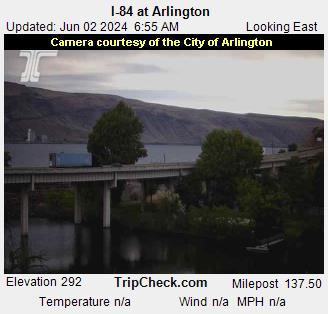 I-84 at Arlington
Updated: Jun 02 2024 6:55 AM Looking East
Camera courtesy of the City of Arlington
Elevation 292 TripCheck.com Milepost 137.50
Temperature n/a Wind n/a MPH n/a